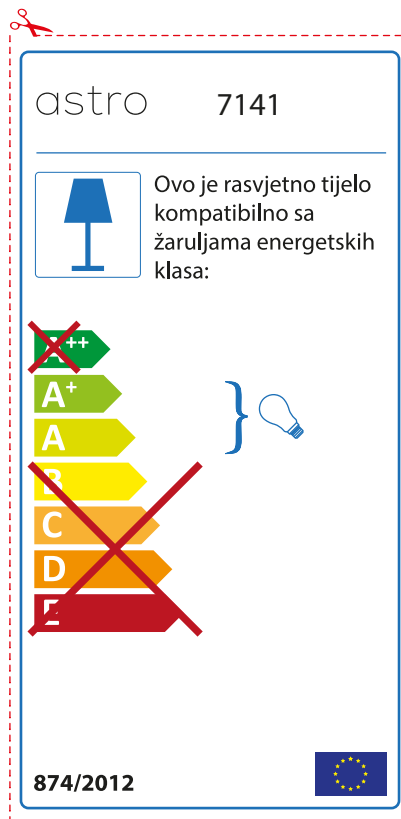 astro 7141
Ovo je rasvjetno tijelo
kompatibilno sa
žaruljama energetskih
klasa:
A++
A+
A
B
C
D
E
874/2012